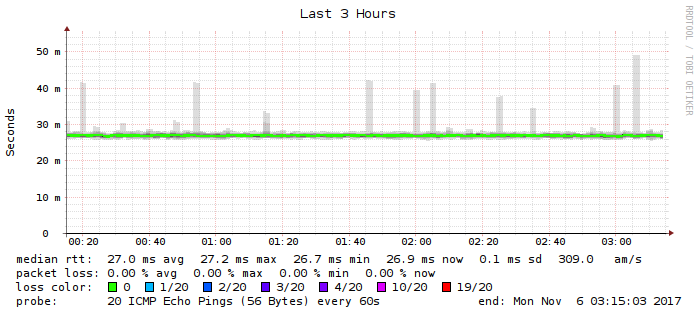 Last 3 Hours
RRDTOOL / TOBI OETIKER
Seconds
50 m
40 m
30 m
20 m
10 m
0
00:20 00:40 01:00 01:20 01:40 02:00 02:20 02:40 03:00
median rtt: 27.0 ms avg 27.2 ms max 26.7 ms min 26.9 ms now 0.1 ms sd 309.0 am/s
packet loss: 0.00 % avg 0.00 % max 0.00 % min 0.00 % now
loss color: 0 1/20 2/20 3/20 4/20 10/20 19/20
probe: 20 ICMP Echo Pings (56 Bytes) every 60s end: Mon Nov 6 03:15:03 2017